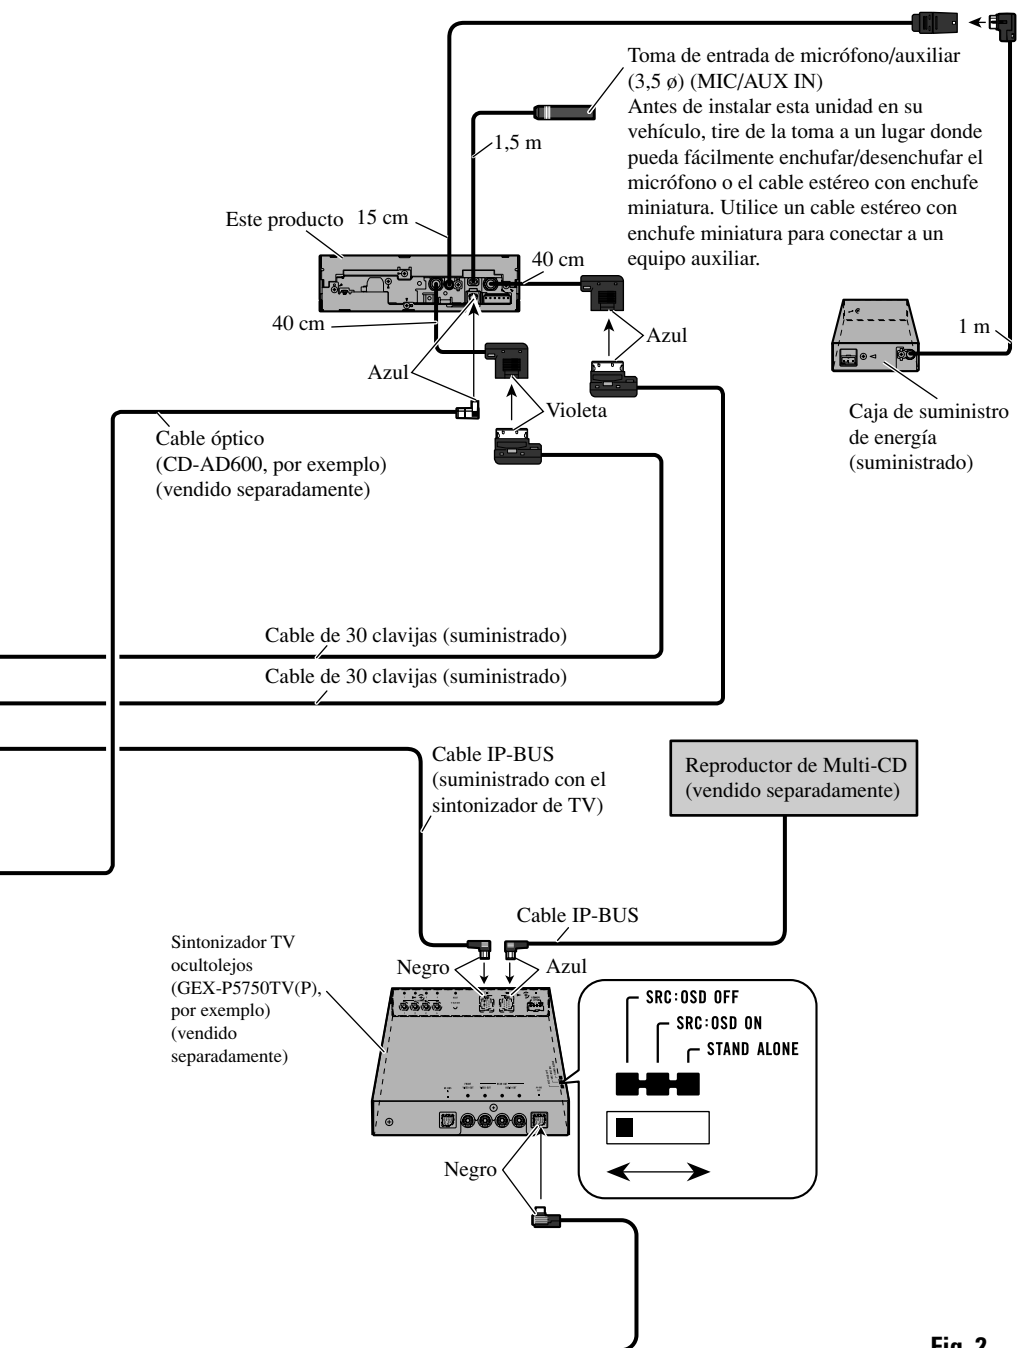 Toma de entrada de micrófono/auxiliar
(3,5 ø) (MIC/AUX IN)
Antes de instalar esta unidad en su
vehículo, tire de la toma a un lugar donde
pueda fácilmente enchufar/desenchufar el
micrófono o el cable estéreo con enchufe
miniatura. Utilice un cable estéreo con
enchufe miniatura para conectar a un
equipo auxiliar.
1,5 m
Este producto
15 cm
40 cm
40 cm
Azul
1 m
Azul
Violeta
Caja de suministro
de energía
(suministrado)
Cable óptico
(CD-AD600, por exemplo)
(vendido separadamente)
Cable de 30 clavijas (suministrado)
Cable de 30 clavijas (suministrado)
Cable IP-BUS
(suministrado con el
sintonizador de TV)
Reproductor de Multi-CD
(vendido separadamente)
Cable IP-BUS
Sintonizador TV
ocultolejos
(GEX-P5750TV(P),
por exemplo)
(vendido
separadamente)
Negro
Azul
SRC:OSD OFF
SRC:OSD ON
STAND ALONE
Negro
Fig. 2